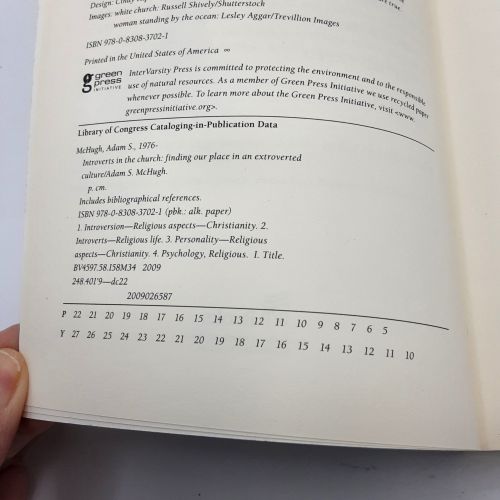 Design: Cindy
are true.
Images: white church: Russell Shively/Shutterstock
woman standing by the ocean: Lesley Aggar/Trevillion Images
ISBN 978-0-8308-3702-1
Printed in the United States of America ∞
green press INITIATIVE
InterVarsity Press is committed to protecting the environment and to the responsible
use of natural resources. As a member of Green Press Initiative we use recycled paper
whenever possible. To learn more about the Green Press Initiative, visit <www.
greenpressinitiative.org>.
Library of Congress Cataloging-in-Publication Data
McHugh, Adam S., 1976-
Introverts in the church: finding our place in an extroverted
culture/Adam S. McHugh.
p. cm.
Includes bibliographical references.
ISBN 978-0-8308-3702-1 (pbk.: alk. paper)
1. Introversion—Religious aspects—Christianity. 2.
Introverts—Religious life. 3. Personality—Religious
aspects—Christianity. 4. Psychology, Religious. I. Title.
BV4597.58.I58M34 2009
248.401'9—dc22
2009026587
P 22 21 20 19 18 17 16 15 14 13 12 11 10 9 8 7 6 5
Y 27 26 25 24 23 22 21 20 19 18 17 16 15 14 13 12 11 10